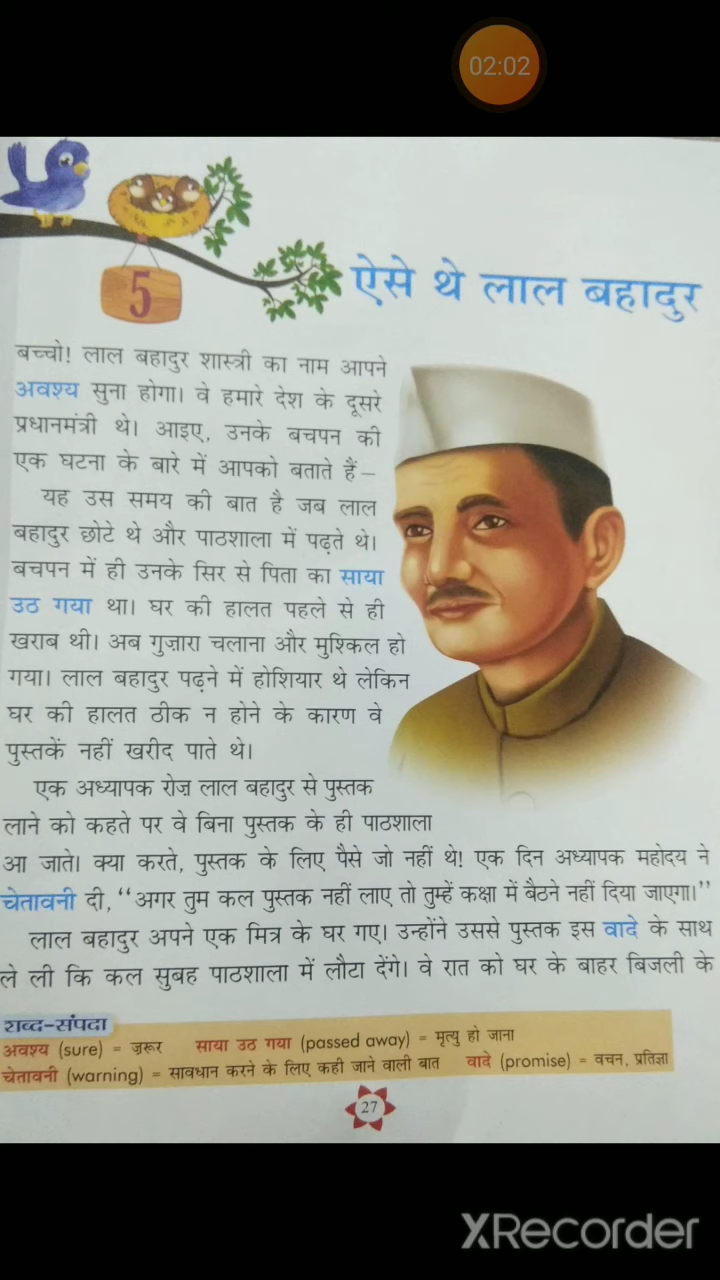 02:02
5
ऐसे थे लाल बहादुर
बच्चो! लाल बहादुर शास्त्री का नाम आपने
अवश्य सुना होगा। वे हमारे देश के दूसरे
प्रधानमंत्री थे। आइए, उनके बचपन की
एक घटना के बारे में आपको बताते हैं–
यह उस समय की बात है जब लाल
बहादुर छोटे थे और पाठशाला में पढ़ते थे।
बचपन में ही उनके सिर से पिता का साया
उठ गया था। घर की हालत पहले से ही
खराब थी। अब गुज़ारा चलाना और मुश्किल हो
गया। लाल बहादुर पढ़ने में होशियार थे लेकिन
घर की हालत ठीक न होने के कारण वे
पुस्तकें नहीं खरीद पाते थे।
एक अध्यापक रोज़ लाल बहादुर से पुस्तक
लाने को कहते पर वे बिना पुस्तक के ही पाठशाला
आ जाते। क्या करते, पुस्तक के लिए पैसे जो नहीं थे! एक दिन अध्यापक महोदय ने
चेतावनी दी, “अगर तुम कल पुस्तक नहीं लाए तो तुम्हें कक्षा में बैठने नहीं दिया जाएगा।”
लाल बहादुर अपने एक मित्र के घर गए। उन्होंने उससे पुस्तक इस वादे के साथ
ले ली कि कल सुबह पाठशाला में लौटा देंगे। वे रात को घर के बाहर बिजली के
शब्द-संपदा
अवश्य (sure) = ज़रूर साया उठ गया (passed away) = मृत्यु हो जाना
चेतावनी (warning) = सावधान करने के लिए कही जाने वाली बात वादे (promise) = वचन, प्रतिज्ञा
27
XRecorder